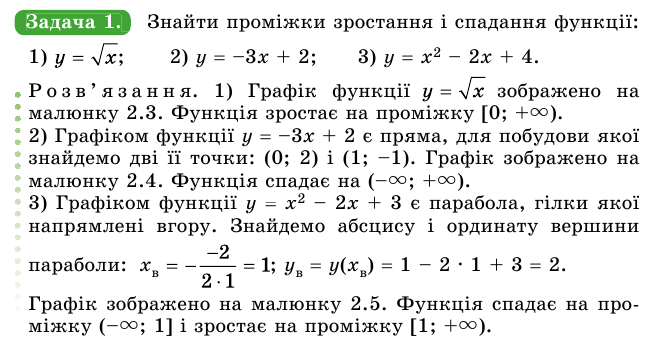 Задача 1. Знайти проміжки зростання і спадання функції:
1) y = √x; 2) y = −3x + 2; 3) y = x² − 2x + 4.
Розв’язання. 1) Графік функції y = √x зображено на
малюнку 2.3. Функція зростає на проміжку [0; +∞).
2) Графіком функції y = −3x + 2 є пряма, для побудови якої
знайдемо дві її точки: (0; 2) і (1; −1). Графік зображено на
малюнку 2.4. Функція спадає на (−∞; +∞).
3) Графіком функції y = x² − 2x + 3 є парабола, гілки якої
напрямлені вгору. Знайдемо абсцису і ординату вершини
параболи: xв = − −2/(2·1) = 1; yв = y(xв) = 1 − 2 · 1 + 3 = 2.
Графік зображено на малюнку 2.5. Функція спадає на про-
міжку (−∞; 1] і зростає на проміжку [1; +∞).